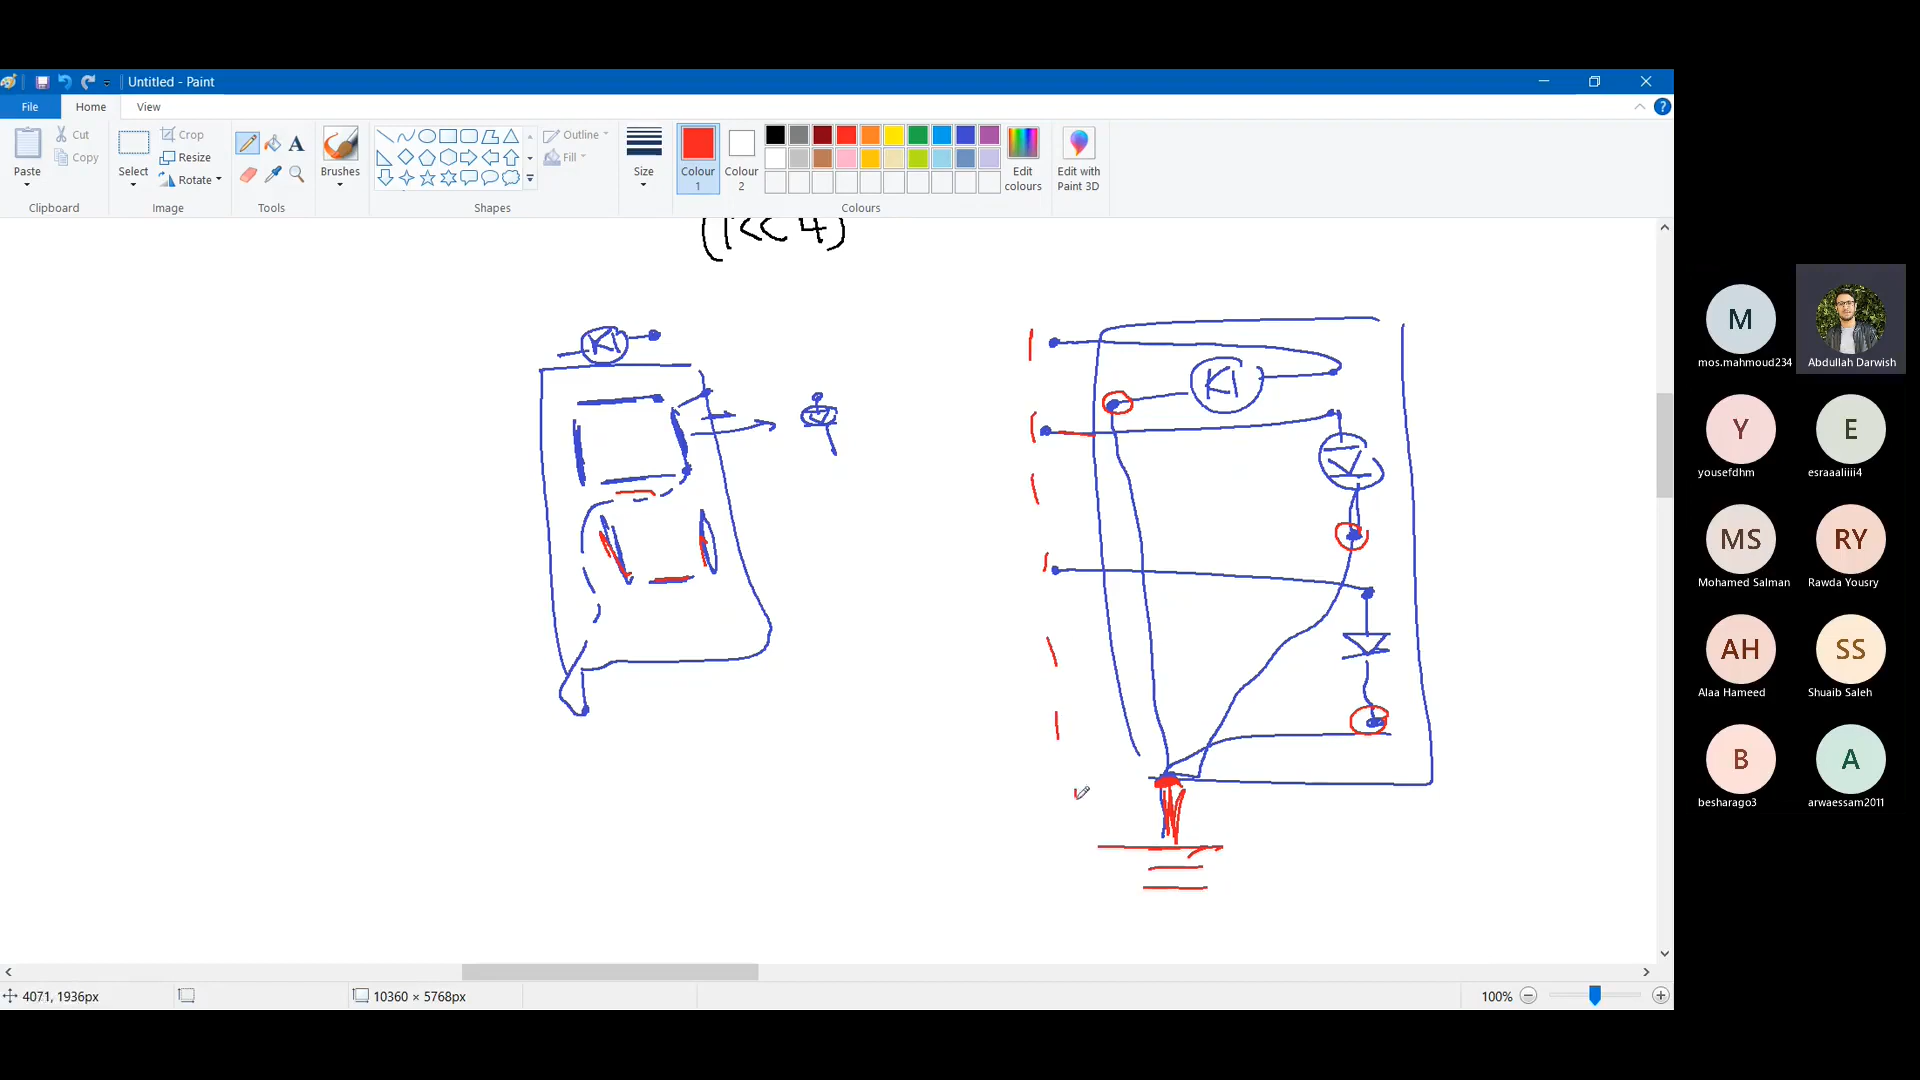 Untitled - Paint
File Home View
Paste Cut Copy
Clipboard
Select Crop Resize Rotate
Image
Tools
Brushes
Outline Fill
Shapes
Size
Colour 1 Colour 2
Edit colours
Colours
Edit with Paint 3D
K1
K1
4071, 1936px
10360 × 5768px
100%
M
mos.mahmoud234
Abdullah Darwish
Y
yousefdhm
E
esraaliiii4
MS
Mohamed Salman
RY
Rawda Yousry
AH
Alaa Hameed
SS
Shuaib Saleh
B
besharago3
A
arwaessam2011